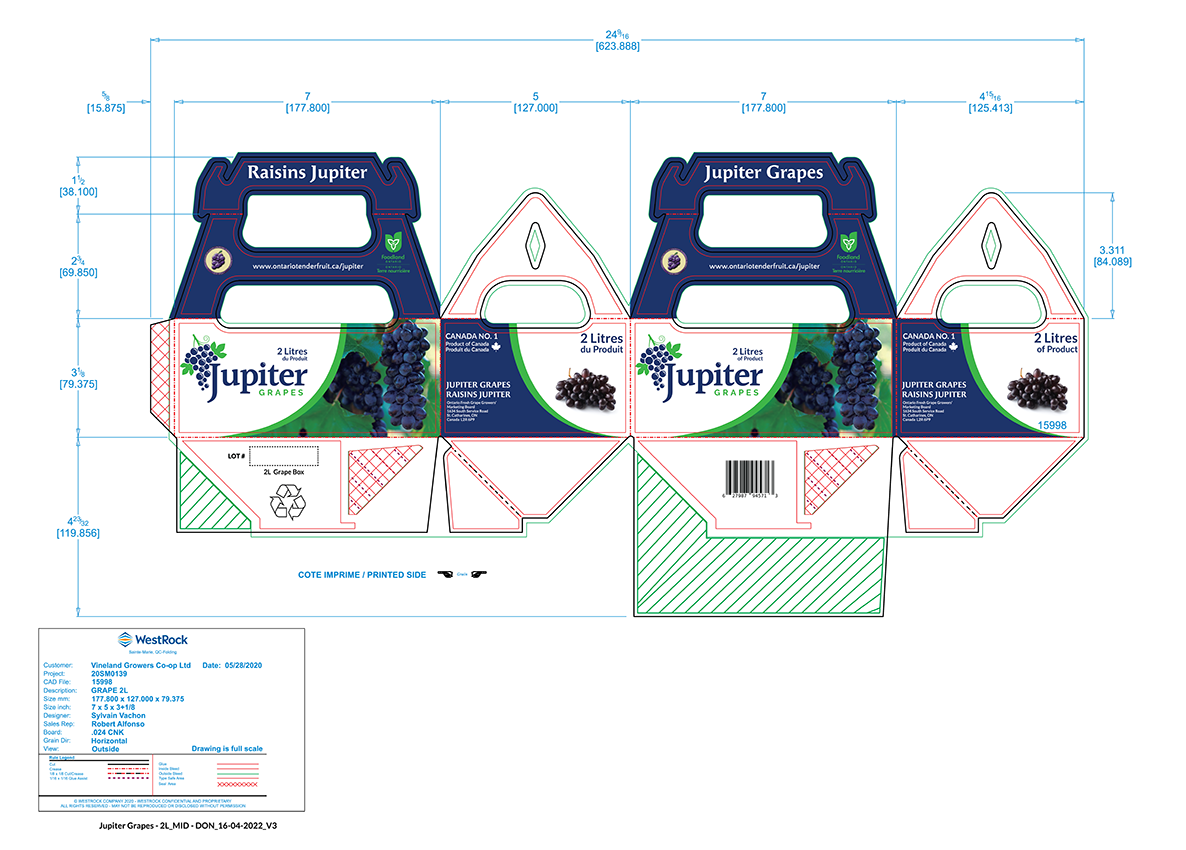 24 9/16
[623.888]
5/8
[15.875]
7
[177.800]
5
[127.000]
7
[177.800]
4 15/16
[125.413]
1 1/2
[38.100]
2 3/4
[69.850]
3 1/8
[79.375]
4 23/32
[119.856]
3.311
[84.089]
Raisins Jupiter
Foodland
ONTARIO
Terre nourricière
www.ontariotenderfruit.ca/jupiter
Jupiter Grapes
Foodland
ONTARIO
Terre nourricière
www.ontariotenderfruit.ca/jupiter
2 Litres
du Produit
Jupiter
GRAPES
CANADA NO. 1
Product of Canada
Produit du Canada
2 Litres
du Produit
JUPITER GRAPES
RAISINS JUPITER
Ontario Fresh Grape Growers'
Marketing Board
1634 South Service Road
St. Catharines, ON
Canada L2R 6P9
2 Litres
of Product
Jupiter
GRAPES
CANADA NO. 1
Product of Canada
Produit du Canada
2 Litres
of Product
JUPITER GRAPES
RAISINS JUPITER
Ontario Fresh Grape Growers'
Marketing Board
1634 South Service Road
St. Catharines, ON
Canada L2R 6P9
15998
LOT #
2L Grape Box
6 27987 94571 3
COTE IMPRIME / PRINTED SIDE
Grain
WestRock
Sainte-Marie, QC-Folding
Customer: Vineland Growers Co-op Ltd Date: 05/28/2020
Project: 20SM0139
CAD File: 15998
Description: GRAPE 2L
Size mm: 177.800 x 127.000 x 79.375
Size inch: 7 x 5 x 3+1/8
Designer: Sylvain Vachon
Sales Rep: Robert Alfonso
Board: .024 CNK
Grain Dir: Horizontal
View: Outside Drawing is full scale
Rule Legend
Cut
Crease
1/8 x 1/8 Cut/Crease
1/16 x 1/16 Glue Assist
Glue
Inside Bleed
Outside Bleed
Type Safe Area
Seal Area
© WESTROCK COMPANY 2020 - WESTROCK CONFIDENTIAL AND PROPRIETARY
ALL RIGHTS RESERVED - MAY NOT BE REPRODUCED OR DISCLOSED WITHOUT PERMISSION
Jupiter Grapes - 2L_MID - DON_16-04-2022_V3